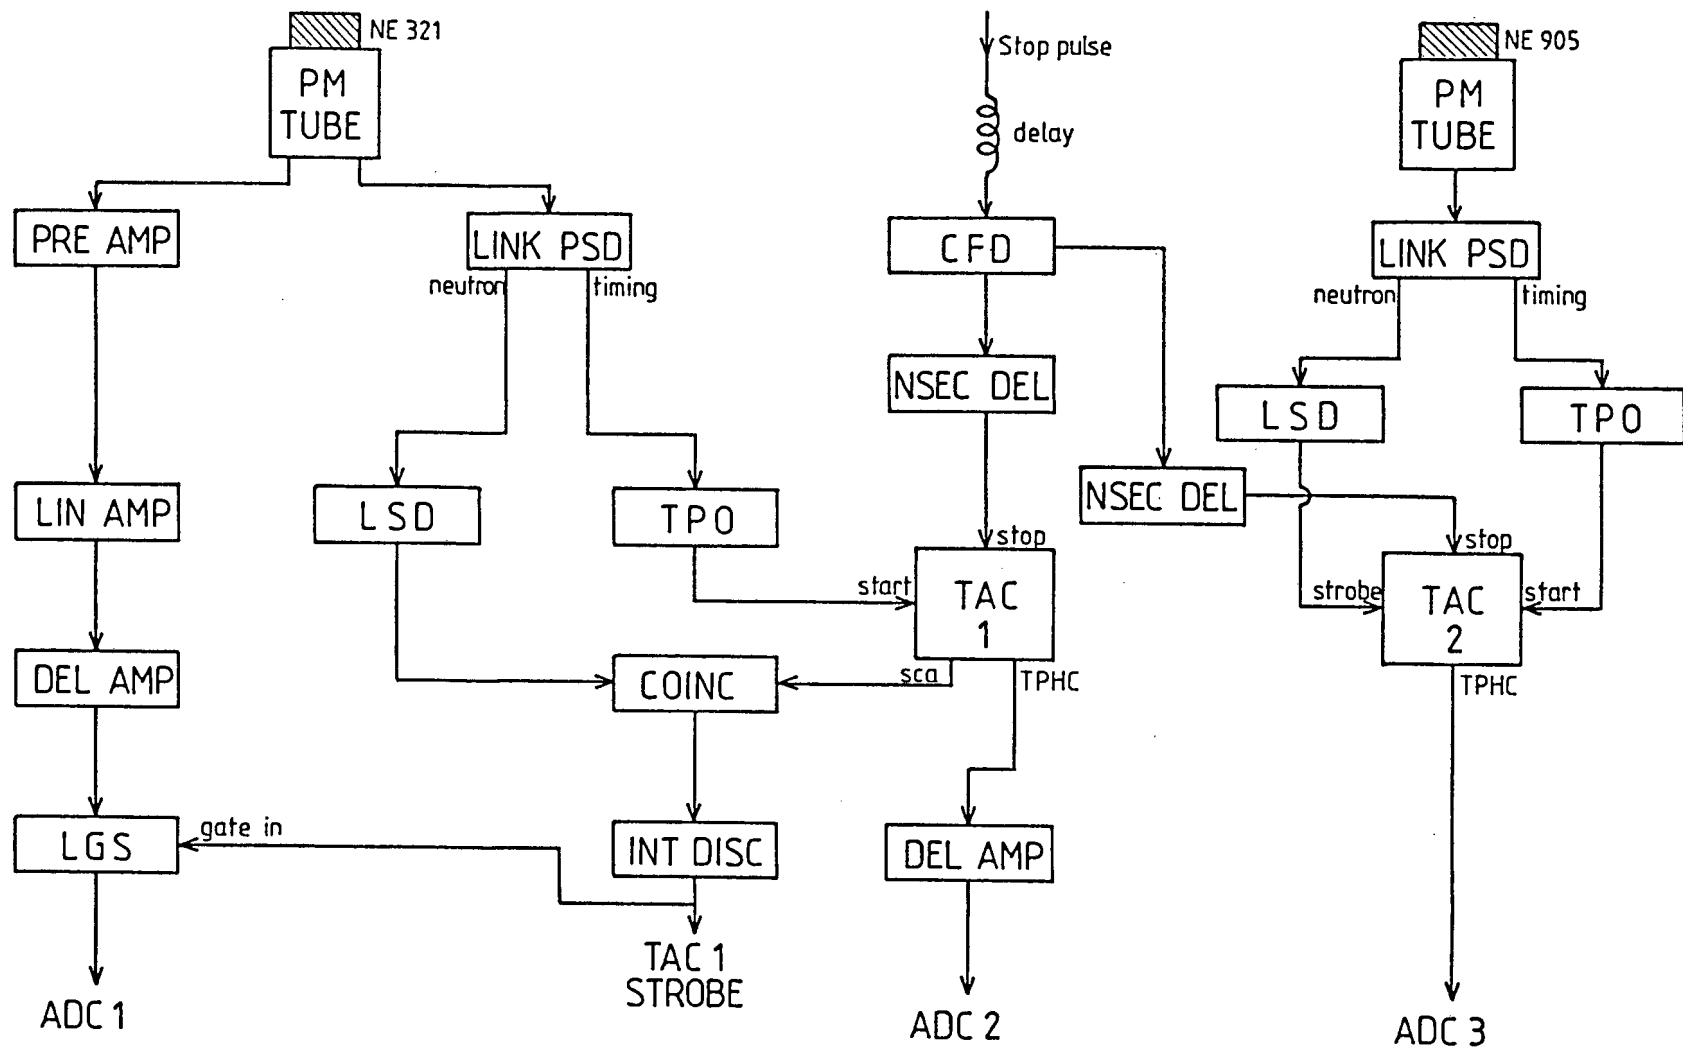 NE 321
PM
TUBE
Stop pulse
delay
NE 905
PM
TUBE
PRE AMP
LINK PSD
neutron
timing
CFD
LINK PSD
neutron
timing
NSEC DEL
LSD
TPO
LIN AMP
LSD
TPO
NSEC DEL
stop
start
TAC
1
stop
strobe
start
TAC
2
DEL AMP
COINC
sca
TPHC
TPHC
LGS
gate in
INT DISC
DEL AMP
ADC 1
TAC 1
STROBE
ADC 2
ADC 3